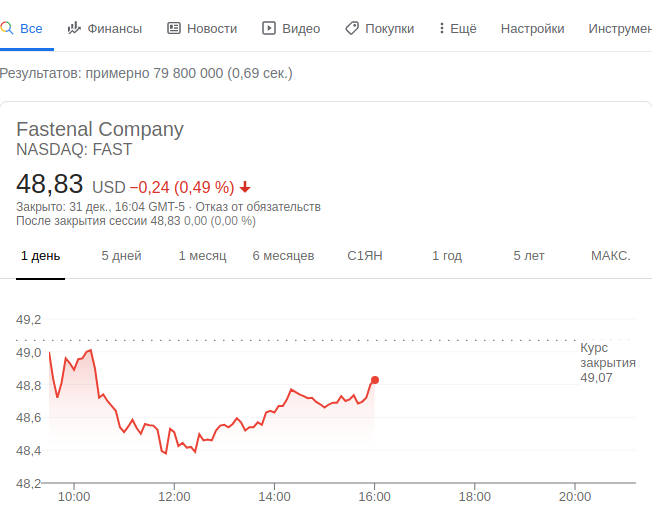 Все Финансы Новости Видео Покупки Ещё Настройки Инструмен
Результатов: примерно 79 800 000 (0,69 сек.)
Fastenal Company
NASDAQ: FAST
48,83 USD −0,24 (0,49 %)
Закрыто: 31 дек., 16:04 GMT-5 · Отказ от обязательств
После закрытия сессии 48,83 0,00 (0,00 %)
1 день 5 дней 1 месяц 6 месяцев С1ЯН 1 год 5 лет МАКС.
49,2
49,0
48,8
48,6
48,4
48,2
Курс
закрытия
49,07
10:00 12:00 14:00 16:00 18:00 20:00